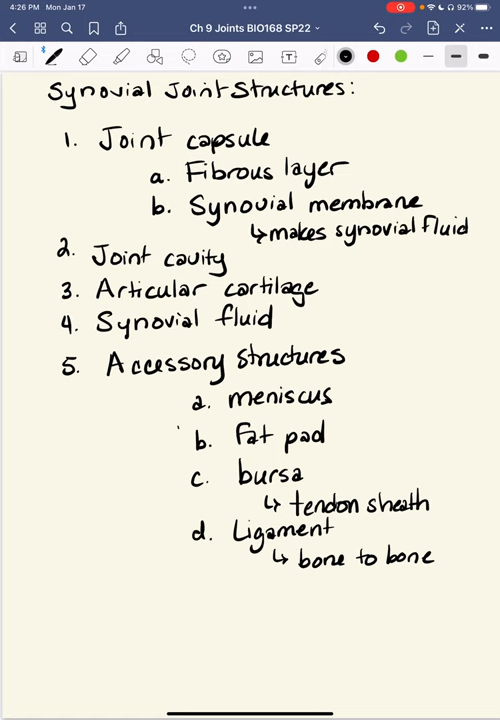 4:26 PM Mon Jan 17
92%
Ch 9 Joints BIO168 SP22
Synovial Joint Structures:
1. Joint capsule
a. Fibrous layer
b. Synovial membrane
↳makes synovial fluid
2. Joint cavity
3. Articular cartilage
4. Synovial fluid
5. Accessory structures
a. meniscus
b. Fat pad
c. bursa
↳ tendon sheath
d. Ligament
↳ bone to bone